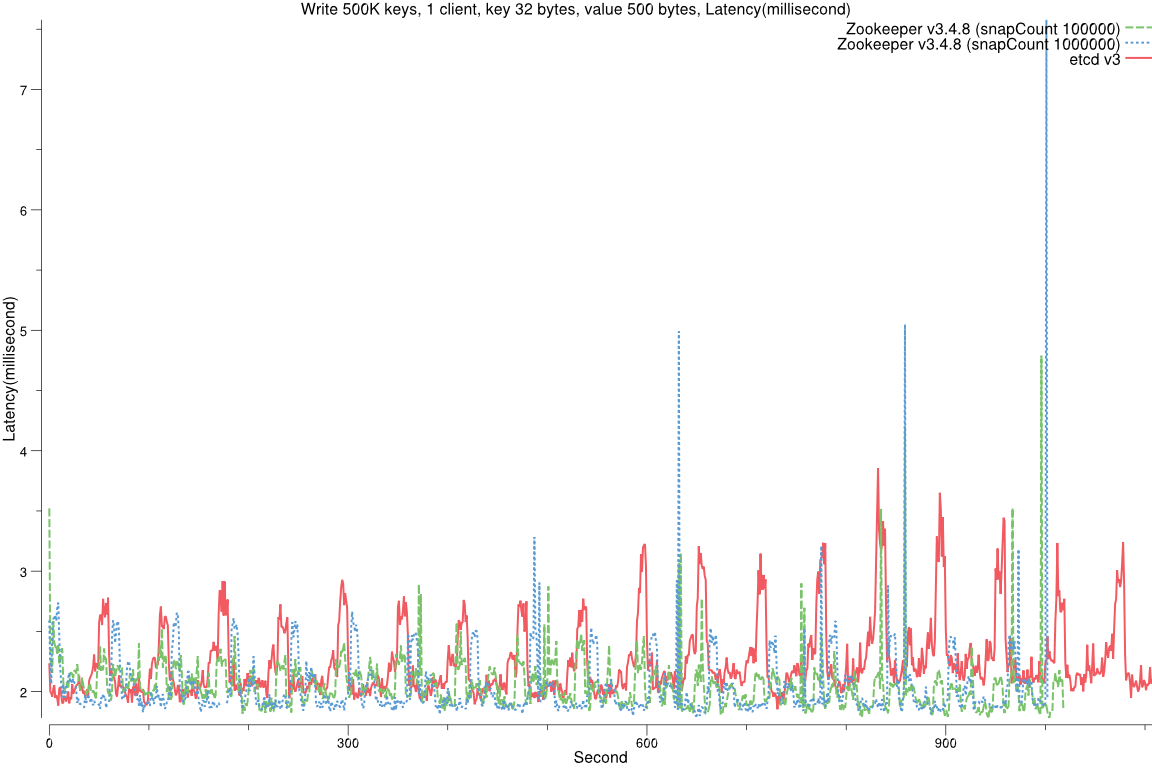 Write 500K keys, 1 client, key 32 bytes, value 500 bytes, Latency(millisecond)
Zookeeper v3.4.8 (snapCount 100000)
Zookeeper v3.4.8 (snapCount 1000000)
etcd v3
7
6
5
4
3
2
Latency(millisecond)
0 300 600 900
Second